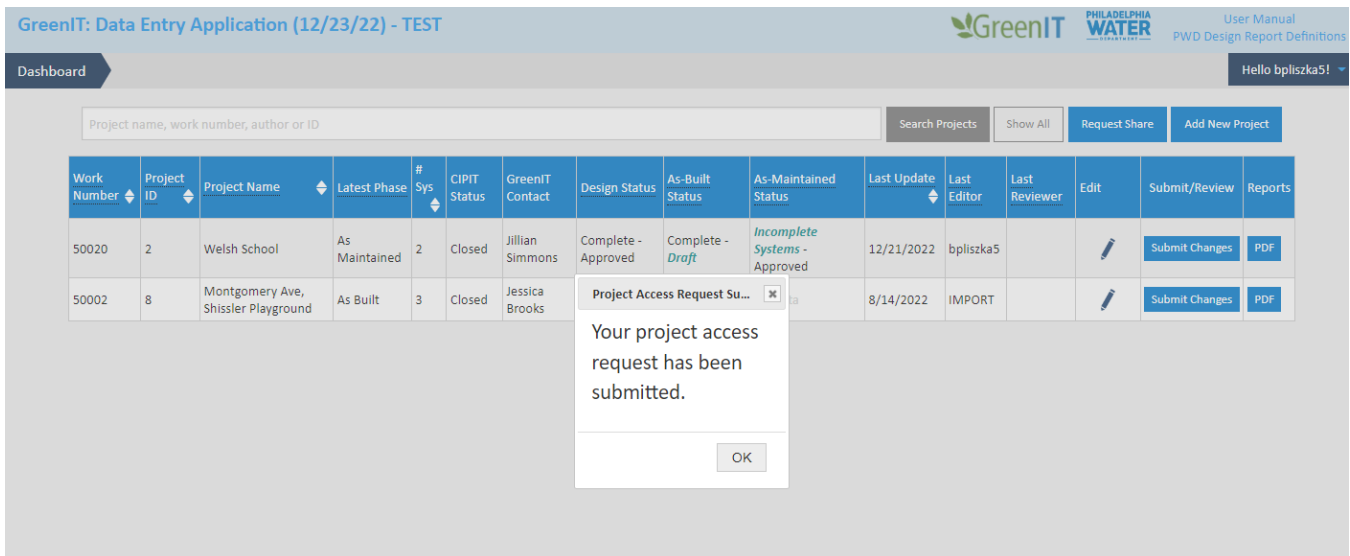 GreenIT: Data Entry Application (12/23/22) - TEST
GreenIT
PHILADELPHIA
WATER
DEPARTMENT
User Manual
PWD Design Report Definitions
Dashboard
Hello bpliszka5!
Project name, work number, author or ID
Search Projects
Show All
Request Share
Add New Project
Work Number
Project ID
Project Name
Latest Phase
# Sys
CIPIT Status
GreenIT Contact
Design Status
As-Built Status
As-Maintained Status
Last Update
Last Editor
Last Reviewer
Edit
Submit/Review
Reports
50020
2
Welsh School
As Maintained
2
Closed
Jillian Simmons
Complete - Approved
Complete - Draft
Incomplete Systems - Approved
12/21/2022
bpliszka5
Submit Changes
PDF
50002
8
Montgomery Ave,
Shissler Playground
As Built
3
Closed
Jessica Brooks
8/14/2022
IMPORT
Submit Changes
PDF
Project Access Request Su...
Your project access
request has been
submitted.
OK